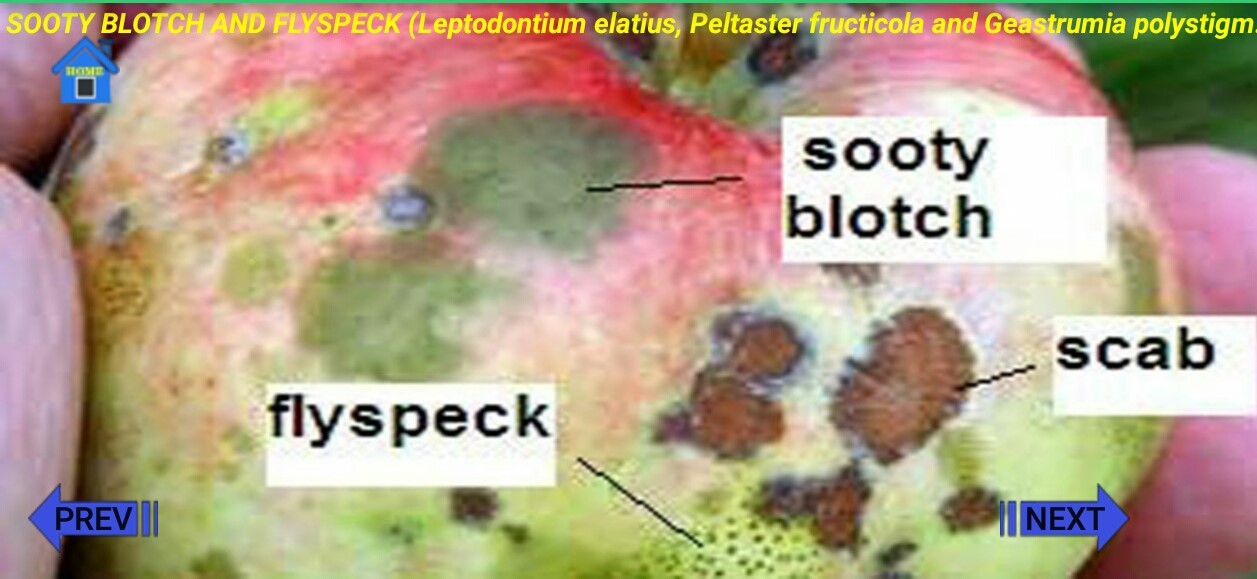 SOOTY BLOTCH AND FLYSPECK (Leptodontium elatius, Peltaster fructicola and Geastrumia polystigm
HOME
sooty
blotch
scab
flyspeck
PREV
NEXT